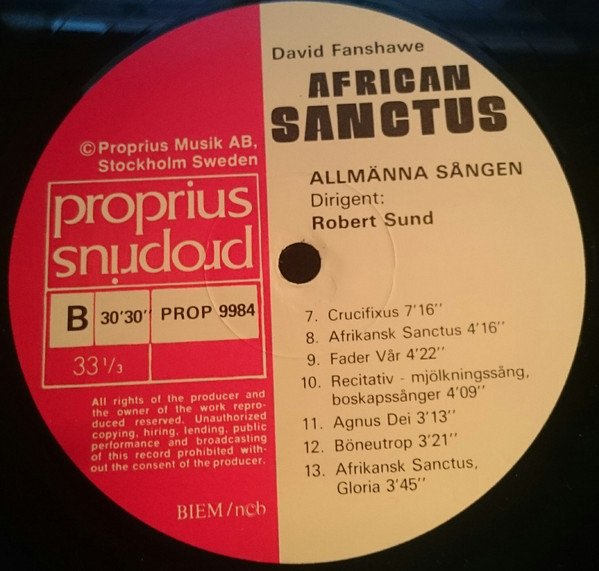 David Fanshawe
AFRICAN
SANCTUS
© Proprius Musik AB,
Stockholm Sweden
ALLMÄNNA SÅNGEN
Dirigent:
Robert Sund
proprius
proprius
B 30'30'' PROP 9984
33 1/3
7. Crucifixus 7'16''
8. Afrikansk Sanctus 4'16''
9. Fader Vår 4'22''
10. Recitativ - mjölkningssång,
boskapssånger 4'09''
11. Agnus Dei 3'13''
12. Böneutrop 3'21''
13. Afrikansk Sanctus,
Gloria 3'45''
All rights of the producer and
the owner of the work repro-
duced reserved. Unauthorized
copying, hiring, lending, public
performance and broadcasting
of this record prohibited with-
out the consent of the producer.
BIEM/ncb